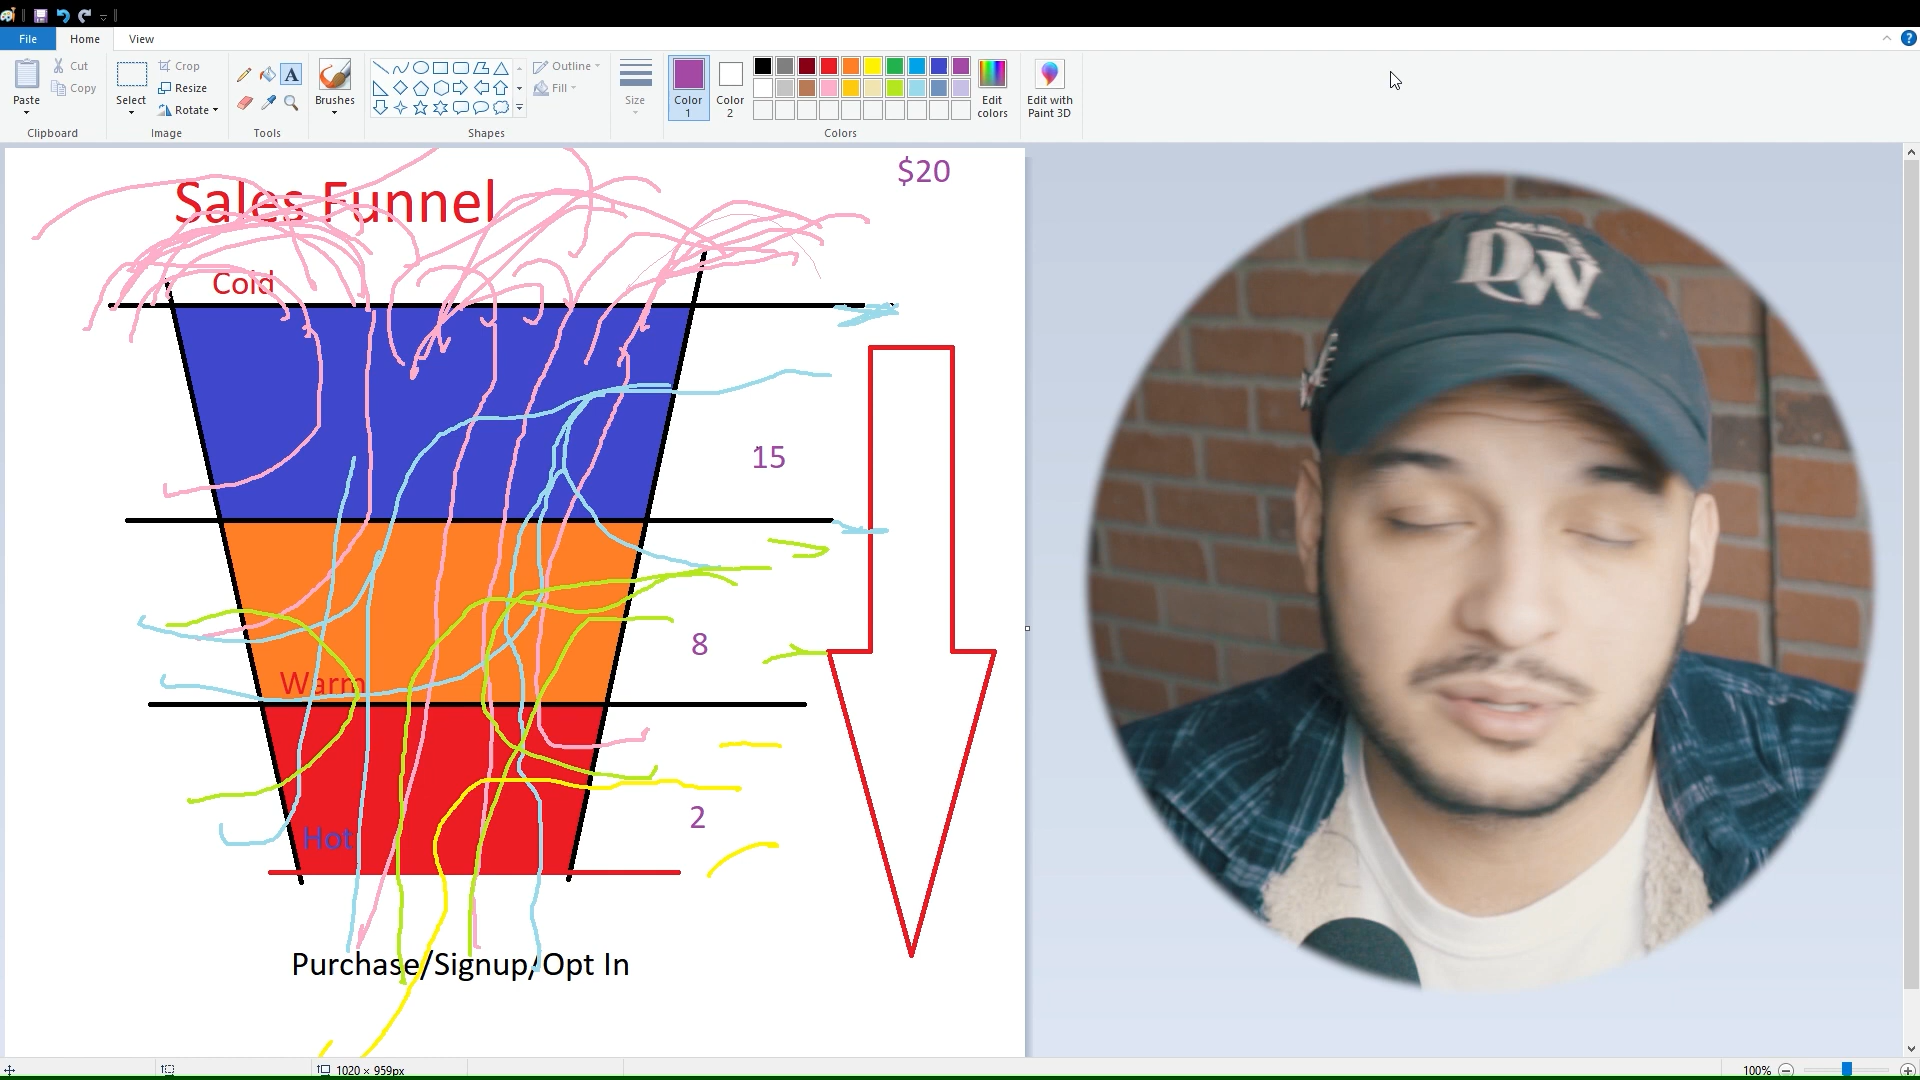 File
Home
View
Paste
Cut
Copy
Clipboard
Select
Crop
Resize
Rotate
Image
A
Tools
Brushes
Outline
Fill
Shapes
Size
Color
1
Color
2
Edit
colors
Colors
Edit with
Paint 3D
?
$20
Sales Funnel
Cold
15
8
Warm
2
Hot
Purchase/Signup/Opt In
DW
1020 × 959px
100%